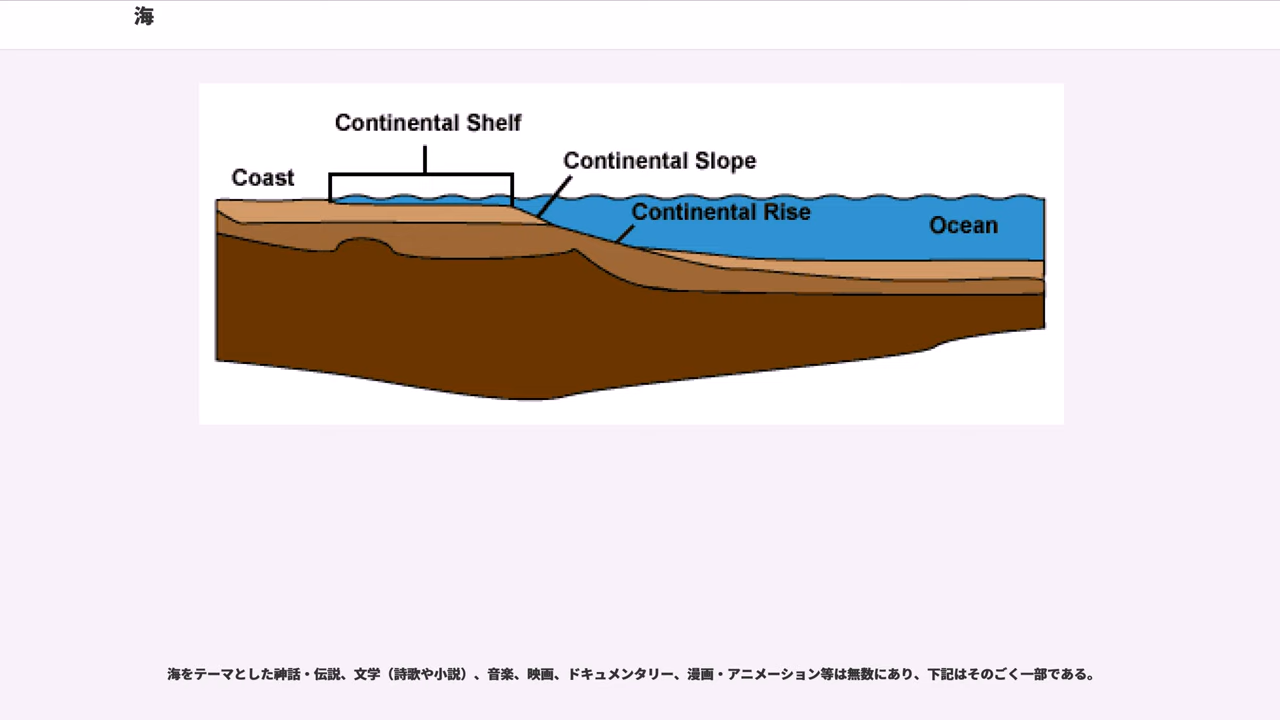 海
Continental Shelf
Continental Slope
Coast
Continental Rise
Ocean
海をテーマとした神話・伝説、文学（詩歌や小説）、音楽、映画、ドキュメンタリー、漫画・アニメーション等は無数にあり、下記はそのごく一部である。